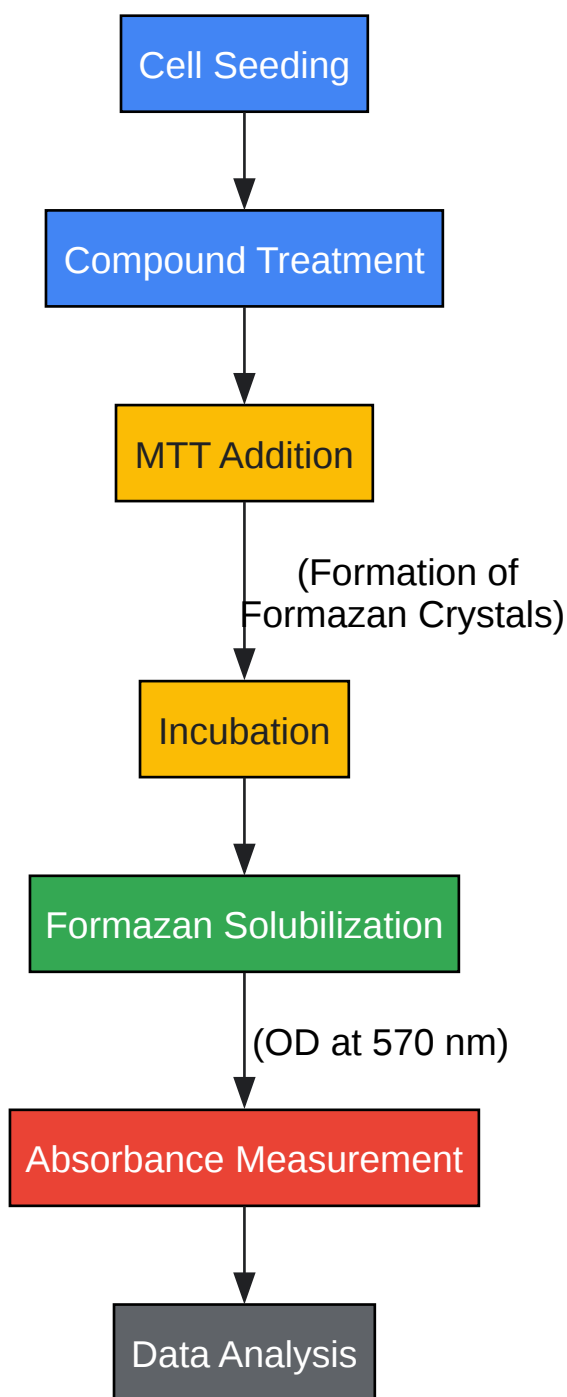 Cell Seeding
Compound Treatment
MTT Addition
(Formation of
Formazan Crystals)
Incubation
Formazan Solubilization
(OD at 570 nm)
Absorbance Measurement
Data Analysis